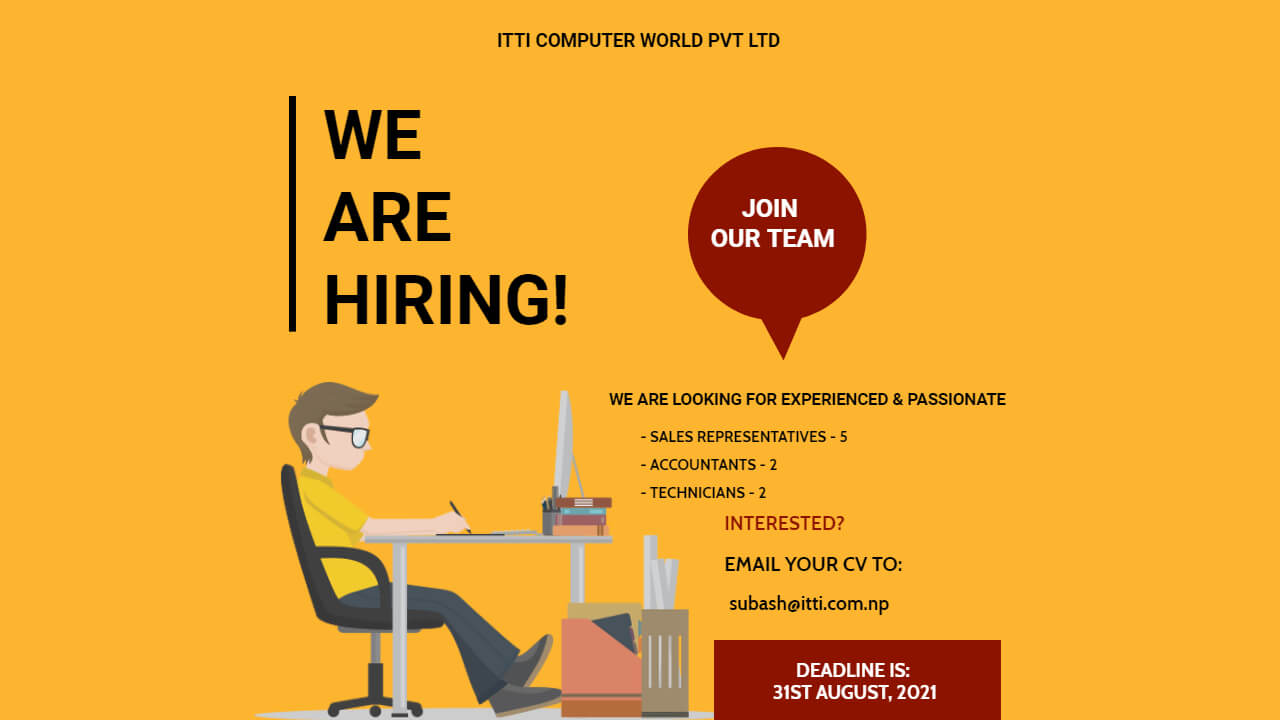 ITTI COMPUTER WORLD PVT LTD
WE
ARE
HIRING!
JOIN
OUR TEAM
WE ARE LOOKING FOR EXPERIENCED & PASSIONATE
- SALES REPRESENTATIVES - 5
- ACCOUNTANTS - 2
- TECHNICIANS - 2
INTERESTED?
EMAIL YOUR CV TO:
subash@itti.com.np
DEADLINE IS:
31ST AUGUST, 2021